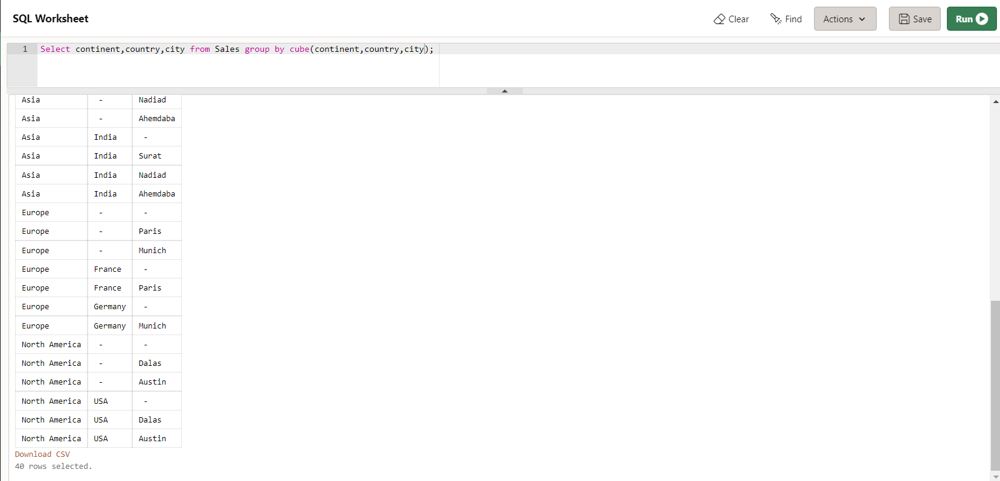 SQL Worksheet Clear Find Actions Save Run
1 Select continent,country,city from Sales group by cube(continent,country,city);
Asia - Nadiad
Asia - Ahemdaba
Asia India -
Asia India Surat
Asia India Nadiad
Asia India Ahemdaba
Europe - -
Europe - Paris
Europe - Munich
Europe France -
Europe France Paris
Europe Germany -
Europe Germany Munich
North America - -
North America - Dalas
North America - Austin
North America USA -
North America USA Dalas
North America USA Austin
Download CSV
40 rows selected.